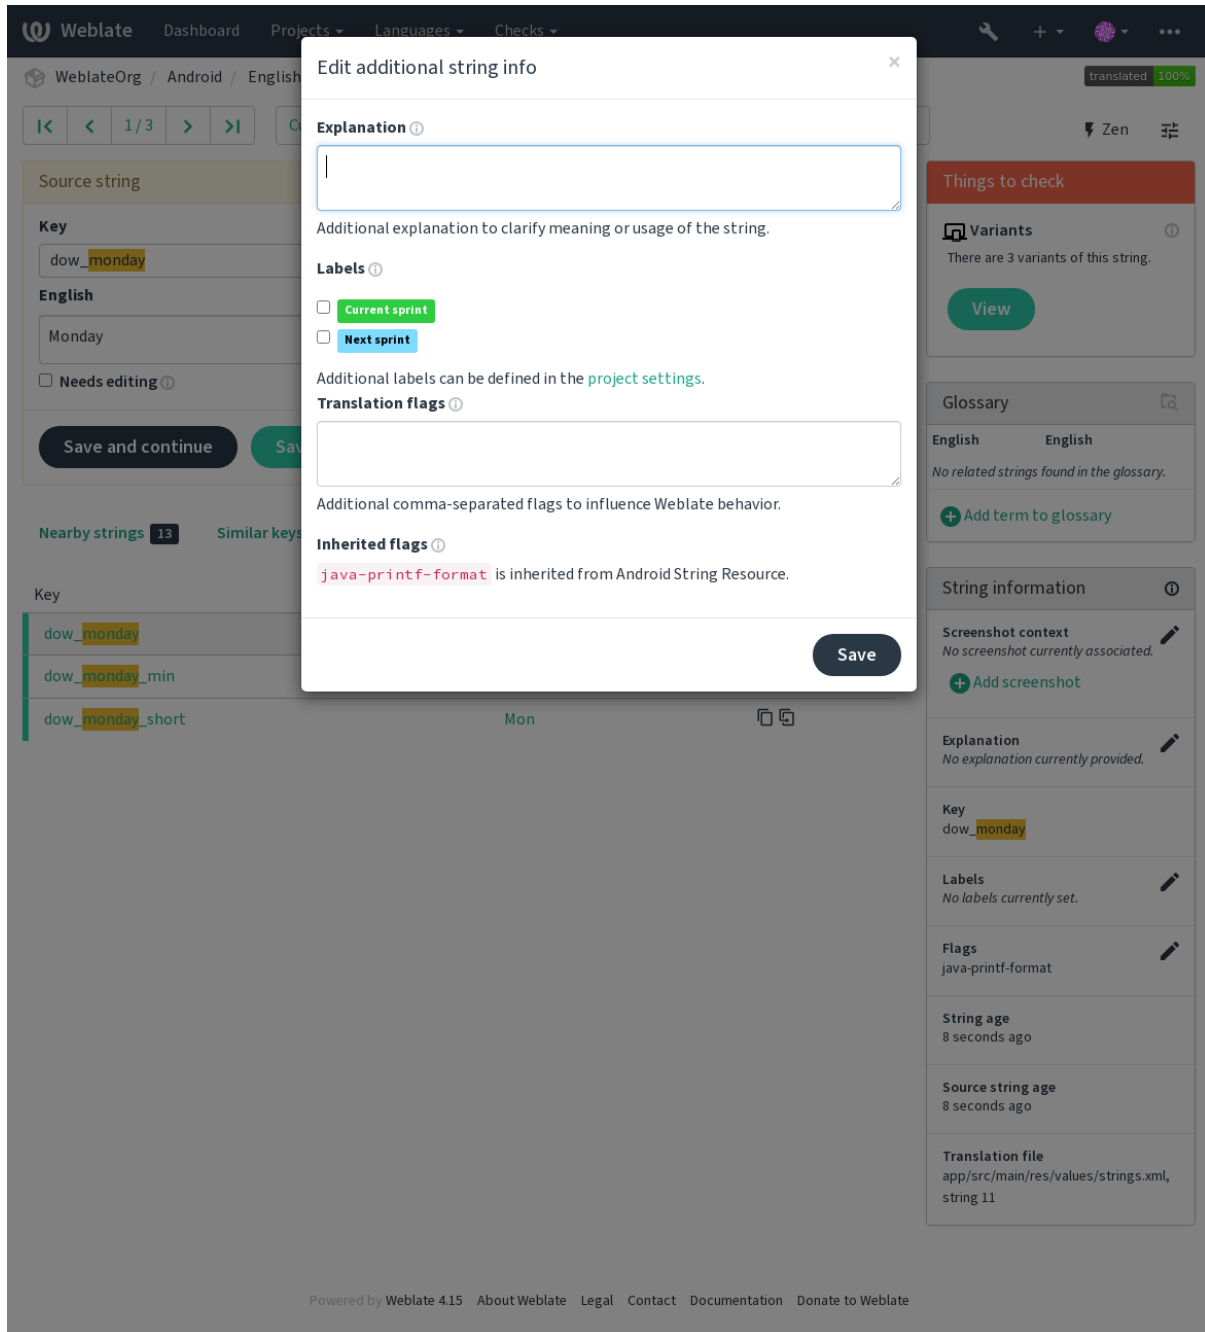 Weblate Dashboard Projects Languages Checks
WeblateOrg / Android / English
translated 100%
1 / 3
Zen
Edit additional string info
×
Explanation
Additional explanation to clarify meaning or usage of the string.
Labels
Current sprint
Next sprint
Additional labels can be defined in the project settings.
Translation flags
Additional comma-separated flags to influence Weblate behavior.
Inherited flags
java-printf-format is inherited from Android String Resource.
Save
Source string
Key
dow_monday
English
Monday
Needs editing
Save and continue
Nearby strings 13 Similar keys
Key
dow_monday
dow_monday_min
dow_monday_short Mon
Things to check
Variants
There are 3 variants of this string.
View
Glossary
English English
No related strings found in the glossary.
Add term to glossary
String information
Screenshot context
No screenshot currently associated.
Add screenshot
Explanation
No explanation currently provided.
Key
dow_monday
Labels
No labels currently set.
Flags
java-printf-format
String age
8 seconds ago
Source string age
8 seconds ago
Translation file
app/src/main/res/values/strings.xml,
string 11
Powered by Weblate 4.15 About Weblate Legal Contact Documentation Donate to Weblate